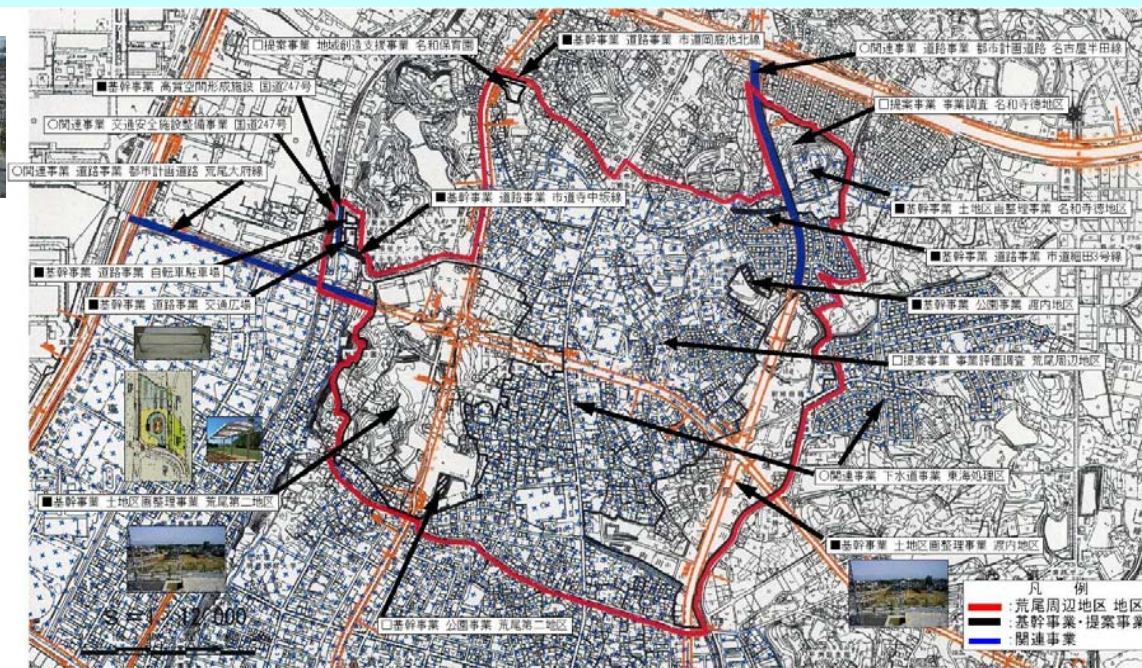 □提案事業 地域創造支援事業 名和保育園
■基幹事業 道路事業 市道岡庭池北線
○関連事業 道路事業 都市計画道路 名古屋半田線
■基幹事業 高質空間形成施設 国道247号
□提案事業 事業調査 名和寺徳地区
○関連事業 交通安全施設整備事業 国道247号
○関連事業 道路事業 都市計画道路 荒尾大府線
■基幹事業 道路事業 市道寺中坂線
■基幹事業 土地区画整理事業 名和寺徳地区
■基幹事業 道路事業 市道細田3号線
■基幹事業 道路事業 自転車駐車場
■基幹事業 道路事業 交通広場
■基幹事業 公園事業 渡内地区
□提案事業 事業評価調査 荒尾周辺地区
○関連事業 下水道事業 東海処理区
■基幹事業 土地区画整理事業 荒尾第二地区
■基幹事業 土地区画整理事業 渡内地区
□基幹事業 公園事業 荒尾第二地区
S=1:12,000
凡 例
:荒尾周辺地区 地区
:基幹事業・提案事業
:関連事業